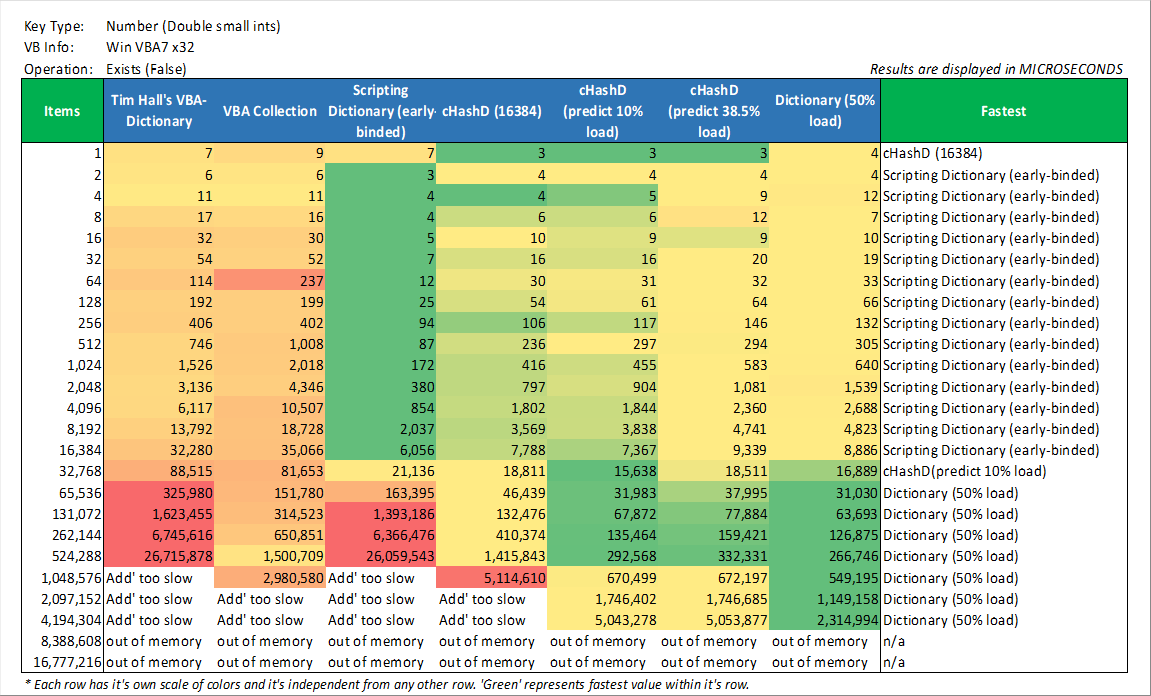 Key Type: Number (Double small ints)
VB Info: Win VBA7 x32
Operation: Exists (False) Results are displayed in MICROSECONDS
Items Tim Hall's VBA-Dictionary VBA Collection Scripting Dictionary (early-binded) cHashD (16384) cHashD (predict 10% load) cHashD (predict 38.5% load) Dictionary (50% load) Fastest
1 7 9 7 3 3 3 4 cHashD (16384)
2 6 6 3 4 4 4 4 Scripting Dictionary (early-binded)
4 11 11 4 4 5 9 12 Scripting Dictionary (early-binded)
8 17 16 4 6 6 12 7 Scripting Dictionary (early-binded)
16 32 30 5 10 9 9 10 Scripting Dictionary (early-binded)
32 54 52 7 16 16 20 19 Scripting Dictionary (early-binded)
64 114 237 12 30 31 32 33 Scripting Dictionary (early-binded)
128 192 199 25 54 61 64 66 Scripting Dictionary (early-binded)
256 406 402 94 106 117 146 132 Scripting Dictionary (early-binded)
512 746 1,008 87 236 297 294 305 Scripting Dictionary (early-binded)
1,024 1,526 2,018 172 416 455 583 640 Scripting Dictionary (early-binded)
2,048 3,136 4,346 380 797 904 1,081 1,539 Scripting Dictionary (early-binded)
4,096 6,117 10,507 854 1,802 1,844 2,360 2,688 Scripting Dictionary (early-binded)
8,192 13,792 18,728 2,037 3,569 3,838 4,741 4,823 Scripting Dictionary (early-binded)
16,384 32,280 35,066 6,056 7,788 7,367 9,339 8,886 Scripting Dictionary (early-binded)
32,768 88,515 81,653 21,136 18,811 15,638 18,511 16,889 cHashD(predict 10% load)
65,536 325,980 151,780 163,395 46,439 31,983 37,995 31,030 Dictionary (50% load)
131,072 1,623,455 314,523 1,393,186 132,476 67,872 77,884 63,693 Dictionary (50% load)
262,144 6,745,616 650,851 6,366,476 410,374 135,464 159,421 126,875 Dictionary (50% load)
524,288 26,715,878 1,500,709 26,059,543 1,415,843 292,568 332,331 266,746 Dictionary (50% load)
1,048,576 Add' too slow 2,980,580 Add' too slow 5,114,610 670,499 672,197 549,195 Dictionary (50% load)
2,097,152 Add' too slow Add' too slow Add' too slow Add' too slow 1,746,402 1,746,685 1,149,158 Dictionary (50% load)
4,194,304 Add' too slow Add' too slow Add' too slow Add' too slow 5,043,278 5,053,877 2,314,994 Dictionary (50% load)
8,388,608 out of memory out of memory out of memory out of memory out of memory out of memory out of memory n/a
16,777,216 out of memory out of memory out of memory out of memory out of memory out of memory out of memory n/a
* Each row has it's own scale of colors and it's independent from any other row. 'Green' represents fastest value within it's row.